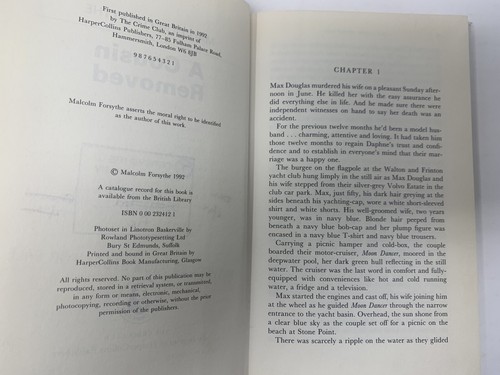 First published in Great Britain in 1992
by The Crime Club, an imprint of
HarperCollins Publishers, 77–85 Fulham Palace Road,
Hammersmith, London W6 8JB
9 8 7 6 5 4 3 2 1
Malcolm Forsythe asserts the moral right to be identified
as the author of this work.
© Malcolm Forsythe 1992
A catalogue record for this book is
available from the British Library
ISBN 0 00 232412 1
Photoset in Linotron Baskerville by
Rowland Phototypesetting Ltd
Bury St Edmunds, Suffolk
Printed and bound in Great Britain by
HarperCollins Book Manufacturing, Glasgow
All rights reserved. No part of this publication may be
reproduced, stored in a retrieval system, or transmitted,
in any form or means, electronic, mechanical,
photocopying, recording or otherwise, without the prior
permission of the publishers.
CHAPTER 1
Max Douglas murdered his wife on a pleasant Sunday after-
noon in June. He killed her with the easy assurance he
did everything else in life. And he made sure there were
independent witnesses on hand to say her death was an
accident.
For the previous twelve months he'd been a model hus-
band . . . charming, attentive and loving. It had taken him
those twelve months to regain Daphne's trust and confi-
dence and to establish in everyone's mind that their mar-
riage was a happy one.
The burgee on the flagpole at the Walton and Frinton
yacht club hung limply in the still air as Max Douglas and
his wife stepped from their silver-grey Volvo Estate in the
club car park. Max, just fifty, his dark hair greying at the
sides beneath his yachting-cap, wore a white short-sleeved
shirt and white shorts. His well-groomed wife, two years
younger, was in navy blue. Blonde hair peeped from
beneath a navy blue bob-cap and her plump figure was
encased in a navy blue T-shirt and navy blue trousers.
Carrying a picnic hamper and cold-box, the couple
boarded their motor-cruiser, Moon Dancer, moored in the
deepwater pool, her dark green hull reflecting in the still
water. The cruiser was the last word in comfort and fully-
equipped with conveniences like hot and cold running
water, a fridge and a television.
Max started the engines and cast off, his wife joining him
at the wheel as he guided Moon Dancer through the narrow
entrance to the yacht basin. Overhead, the sun shone from
a clear blue sky as the couple set off for a picnic on the
beach at Stone Point.
There was scarcely a ripple on the water as they glided